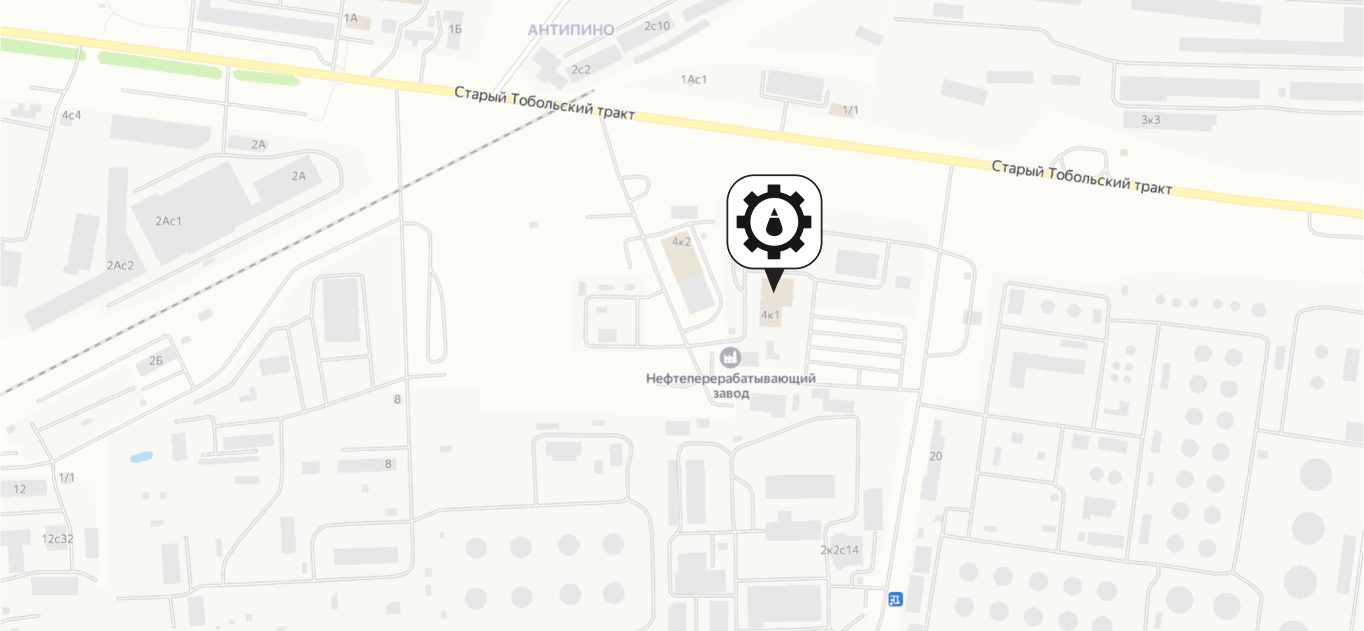 1А
1Б
АНТИПИНО
2с10
2с2
1Ас1
Старый Тобольский тракт
1/1
4с4
3к3
2А
Старый Тобольский тракт
2А
2Ас1
4к2
2Ас2
4к1
2Б
Нефтеперерабатывающий
завод
8
20
8
1/1
12
12с32
2к2с14